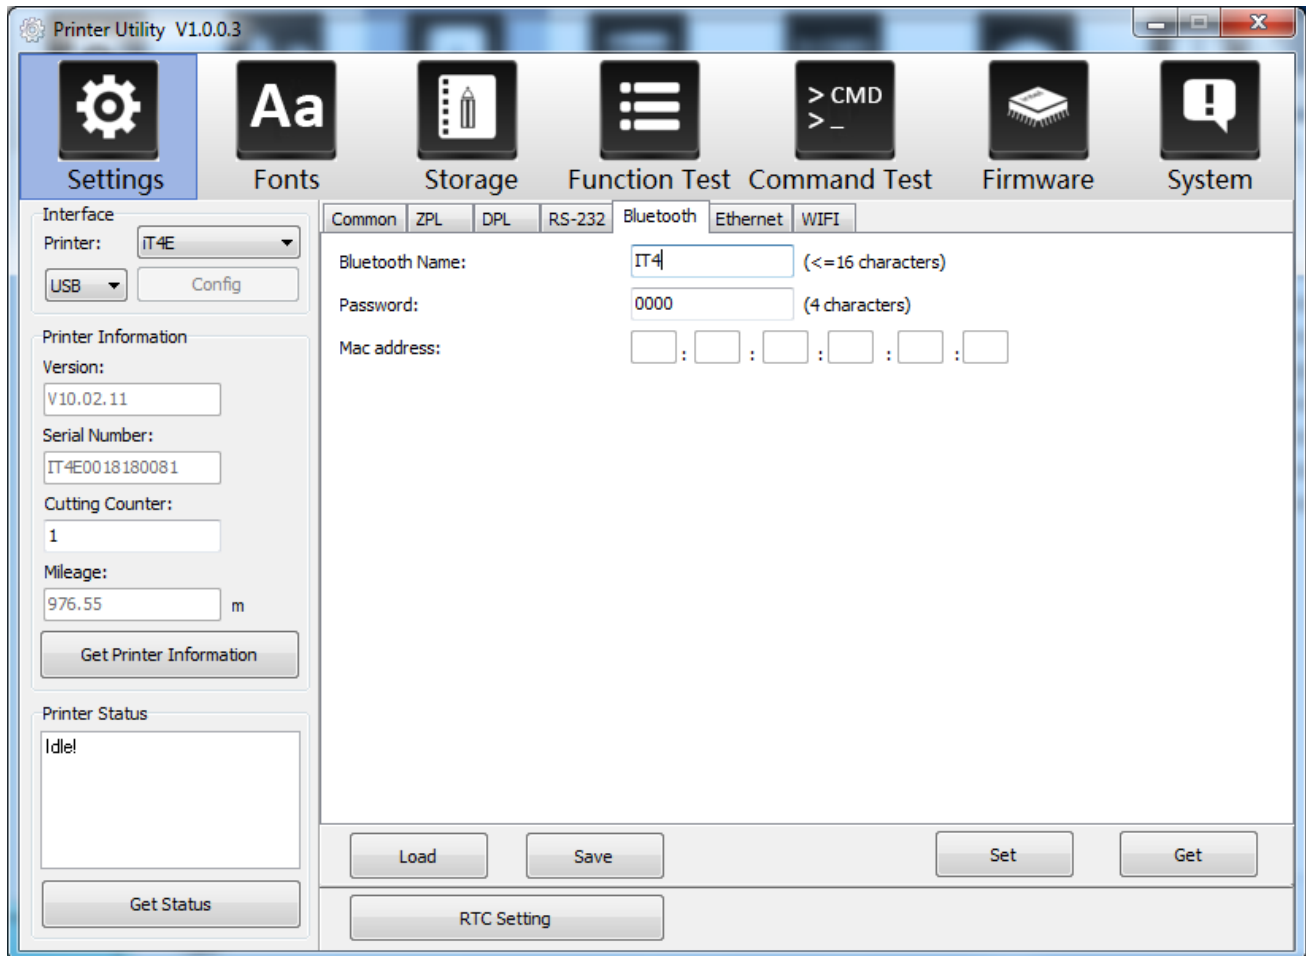 Printer Utility V1.0.0.3
Aa
> CMD
>_
Settings
Fonts
Storage
Function Test
Command Test
Firmware
System
Interface
Printer: iT4E
USB Config
Printer Information
Version:
V10.02.11
Serial Number:
IT4E0018180081
Cutting Counter:
1
Mileage:
976.55 m
Get Printer Information
Printer Status
Idle!
Get Status
Common ZPL DPL RS-232 Bluetooth Ethernet WIFI
Bluetooth Name: IT4 (<=16 characters)
Password: 0000 (4 characters)
Mac address: : : : : :
Load Save Set Get
RTC Setting